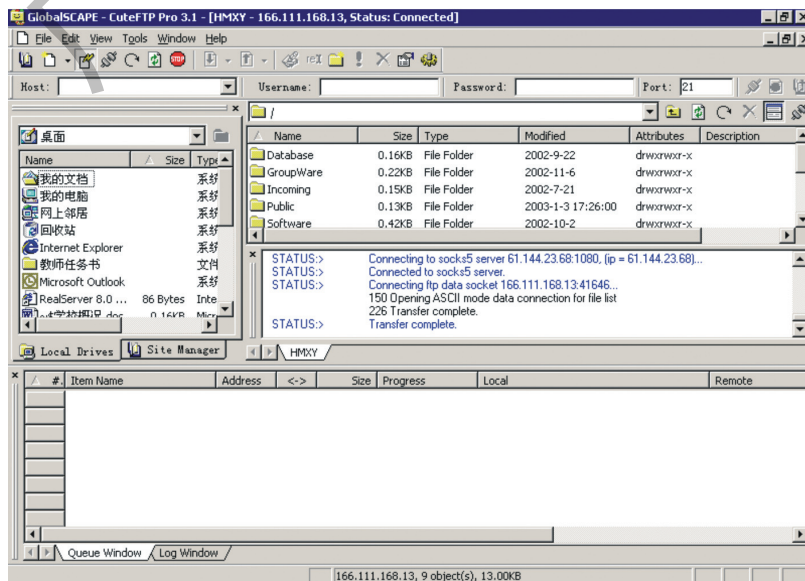 GlobalSCAPE - CuteFTP Pro 3.1 - [HMXY - 166.111.168.13, Status: Connected]
File Edit View Tools Window Help
Host: Username: Password: Port: 21
/
桌面
Name Size Type
我的文档 系统
我的电脑 系统
网上邻居 系统
回收站 系统
Internet Explorer 系统
教师任务书 文件
Microsoft Outlook 系统
RealServer 8.0 ... 86 Bytes Inte
学校概况.doc 0.16KB Micr
Local Drives Site Manager
Name Size Type Modified Attributes Description
Database 0.16KB File Folder 2002-9-22 drwxrwxr-x
GroupWare 0.22KB File Folder 2002-11-6 drwxrwxr-x
Incoming 0.15KB File Folder 2002-7-21 drwxrwxr-x
Public 0.13KB File Folder 2003-1-3 17:26:00 drwxrwxr-x
Software 0.42KB File Folder 2002-10-2 drwxrwxr-x
STATUS:> Connecting to socks5 server 61.144.23.68:1080, (ip = 61.144.23.68)...
STATUS:> Connected to socks5 server.
STATUS:> Connecting ftp data socket 166.111.168.13:41646...
150 Opening ASCII mode data connection for file list
226 Transfer complete.
STATUS:> Transfer complete.
HMXY
# Item Name Address <-> Size Progress Local Remote
Queue Window Log Window
166.111.168.13, 9 object(s), 13.00KB